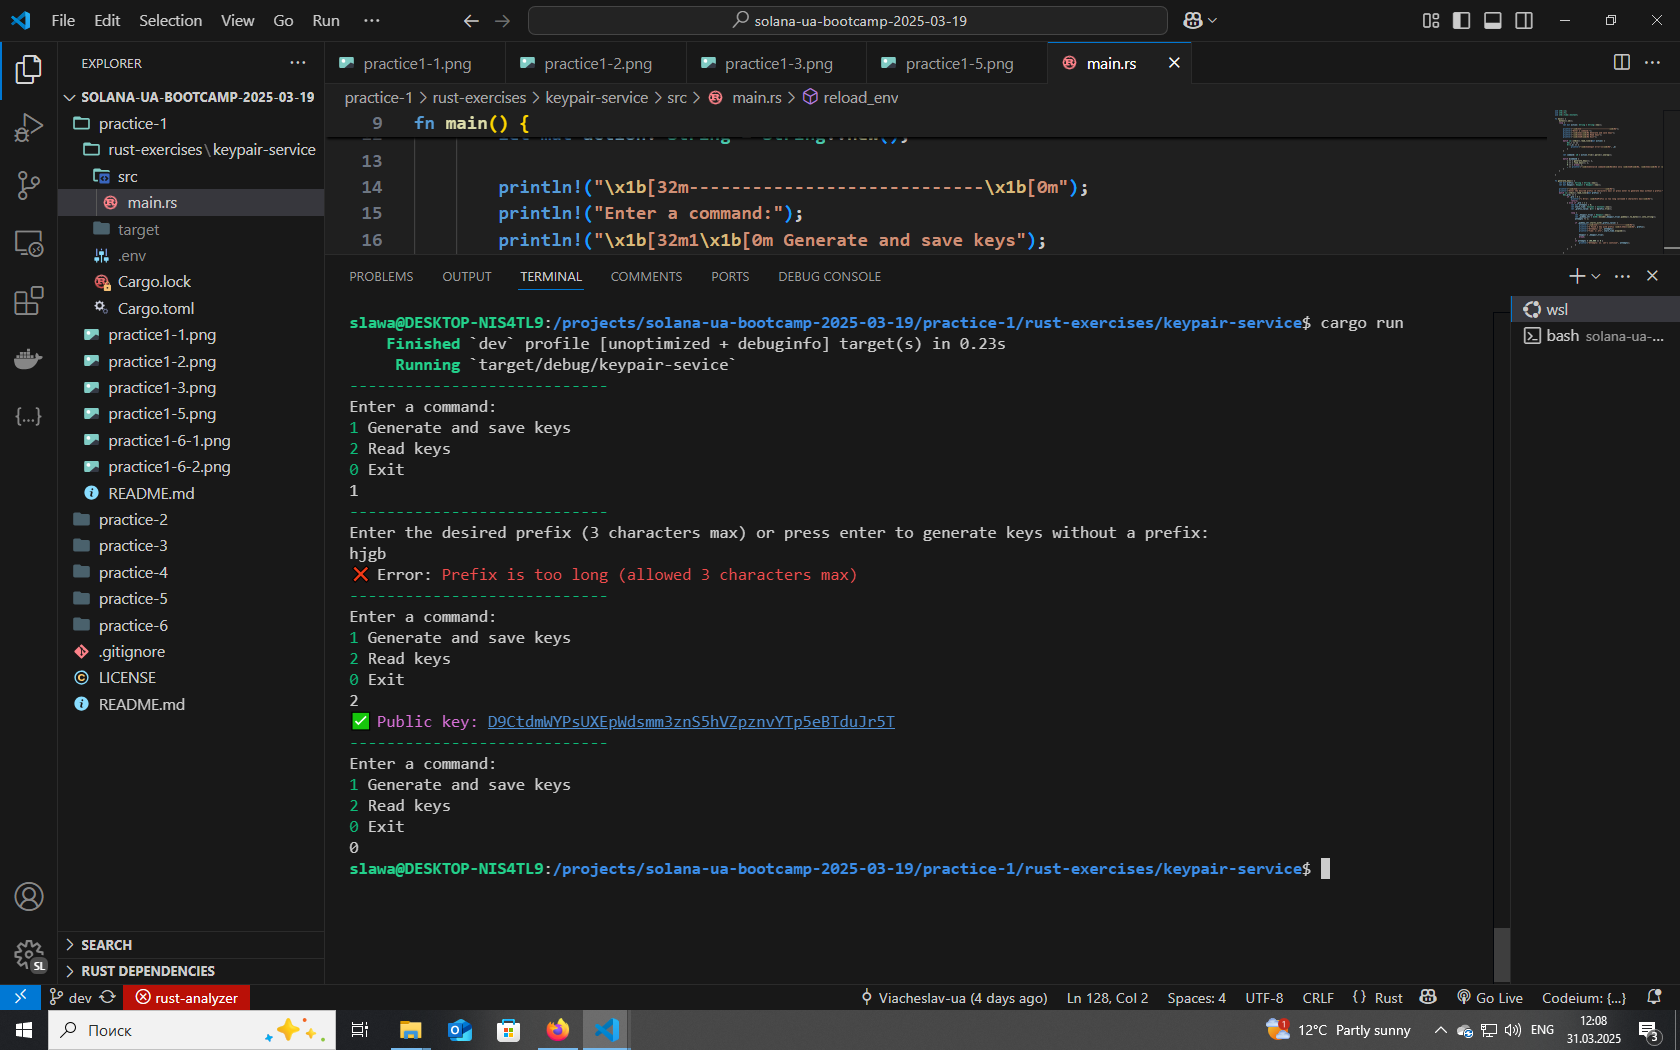 File Edit Selection View Go Run ··· solana-ua-bootcamp-2025-03-19
EXPLORER ···
SOLANA-UA-BOOTCAMP-2025-03-19
practice-1
rust-exercises\keypair-service
src
main.rs
target
.env
Cargo.lock
Cargo.toml
practice1-1.png
practice1-2.png
practice1-3.png
practice1-5.png
practice1-6-1.png
practice1-6-2.png
README.md
practice-2
practice-3
practice-4
practice-5
practice-6
.gitignore
LICENSE
README.md
SEARCH
RUST DEPENDENCIES
practice1-1.png practice1-2.png practice1-3.png practice1-5.png main.rs
practice-1 > rust-exercises > keypair-service > src > main.rs > reload_env
9 fn main() {
13
14 println!("\x1b[32m----------------------------\x1b[0m");
15 println!("Enter a command:");
16 println!("\x1b[32m1\x1b[0m Generate and save keys");
PROBLEMS OUTPUT TERMINAL COMMENTS PORTS DEBUG CONSOLE
wsl
bash solana-ua-...
slawa@DESKTOP-NIS4TL9:/projects/solana-ua-bootcamp-2025-03-19/practice-1/rust-exercises/keypair-service$ cargo run
Finished `dev` profile [unoptimized + debuginfo] target(s) in 0.23s
Running `target/debug/keypair-sevice`
----------------------------
Enter a command:
1 Generate and save keys
2 Read keys
0 Exit
1
----------------------------
Enter the desired prefix (3 characters max) or press enter to generate keys without a prefix:
hjgb
❌ Error: Prefix is too long (allowed 3 characters max)
----------------------------
Enter a command:
1 Generate and save keys
2 Read keys
0 Exit
2
✅ Public key: D9CtdmWYPsUXEpWdsmm3znS5hVZpznvYTp5eBTduJr5T
----------------------------
Enter a command:
1 Generate and save keys
2 Read keys
0 Exit
0
slawa@DESKTOP-NIS4TL9:/projects/solana-ua-bootcamp-2025-03-19/practice-1/rust-exercises/keypair-service$
SL
dev rust-analyzer Viacheslav-ua (4 days ago) Ln 128, Col 2 Spaces: 4 UTF-8 CRLF {} Rust Go Live Codeium: {...}
Поиск 1 12°C Partly sunny ENG 12:08
31.03.2025 3